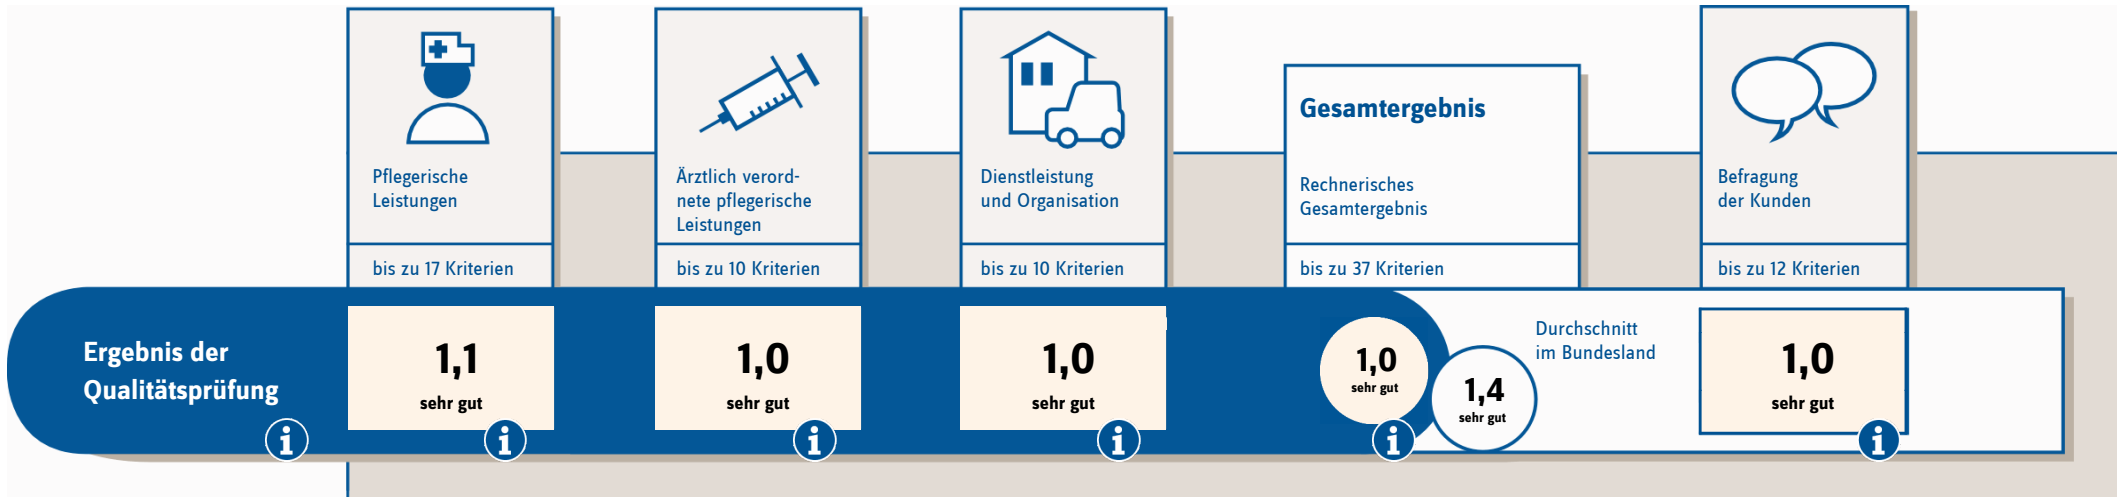 Pflegerische
Leistungen
bis zu 17 Kriterien
Ärztlich verord-
nete pflegerische
Leistungen
bis zu 10 Kriterien
Dienstleistung
und Organisation
bis zu 10 Kriterien
Gesamtergebnis
Rechnerisches
Gesamtergebnis
bis zu 37 Kriterien
Befragung
der Kunden
bis zu 12 Kriterien
Ergebnis der
Qualitätsprüfung
i
1,1
sehr gut
i
1,0
sehr gut
i
1,0
sehr gut
i
1,0
sehr gut
i
1,4
sehr gut
Durchschnitt
im Bundesland
1,0
sehr gut
i